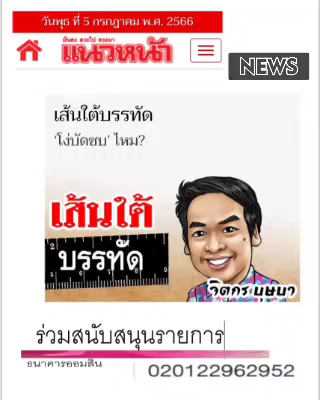 วันพุธ ที่ 5 กรกฎาคม พ.ศ. 2566
แนวหน้า
NEWS
เส้นใต้บรรทัด
'โง่บัดซบ' ไหม?
เส้นใต้
บรรทัด
จิตกร บุษบา
ร่วมสนับสนุนรายการ
ธนาคารออมสิน
020122962952